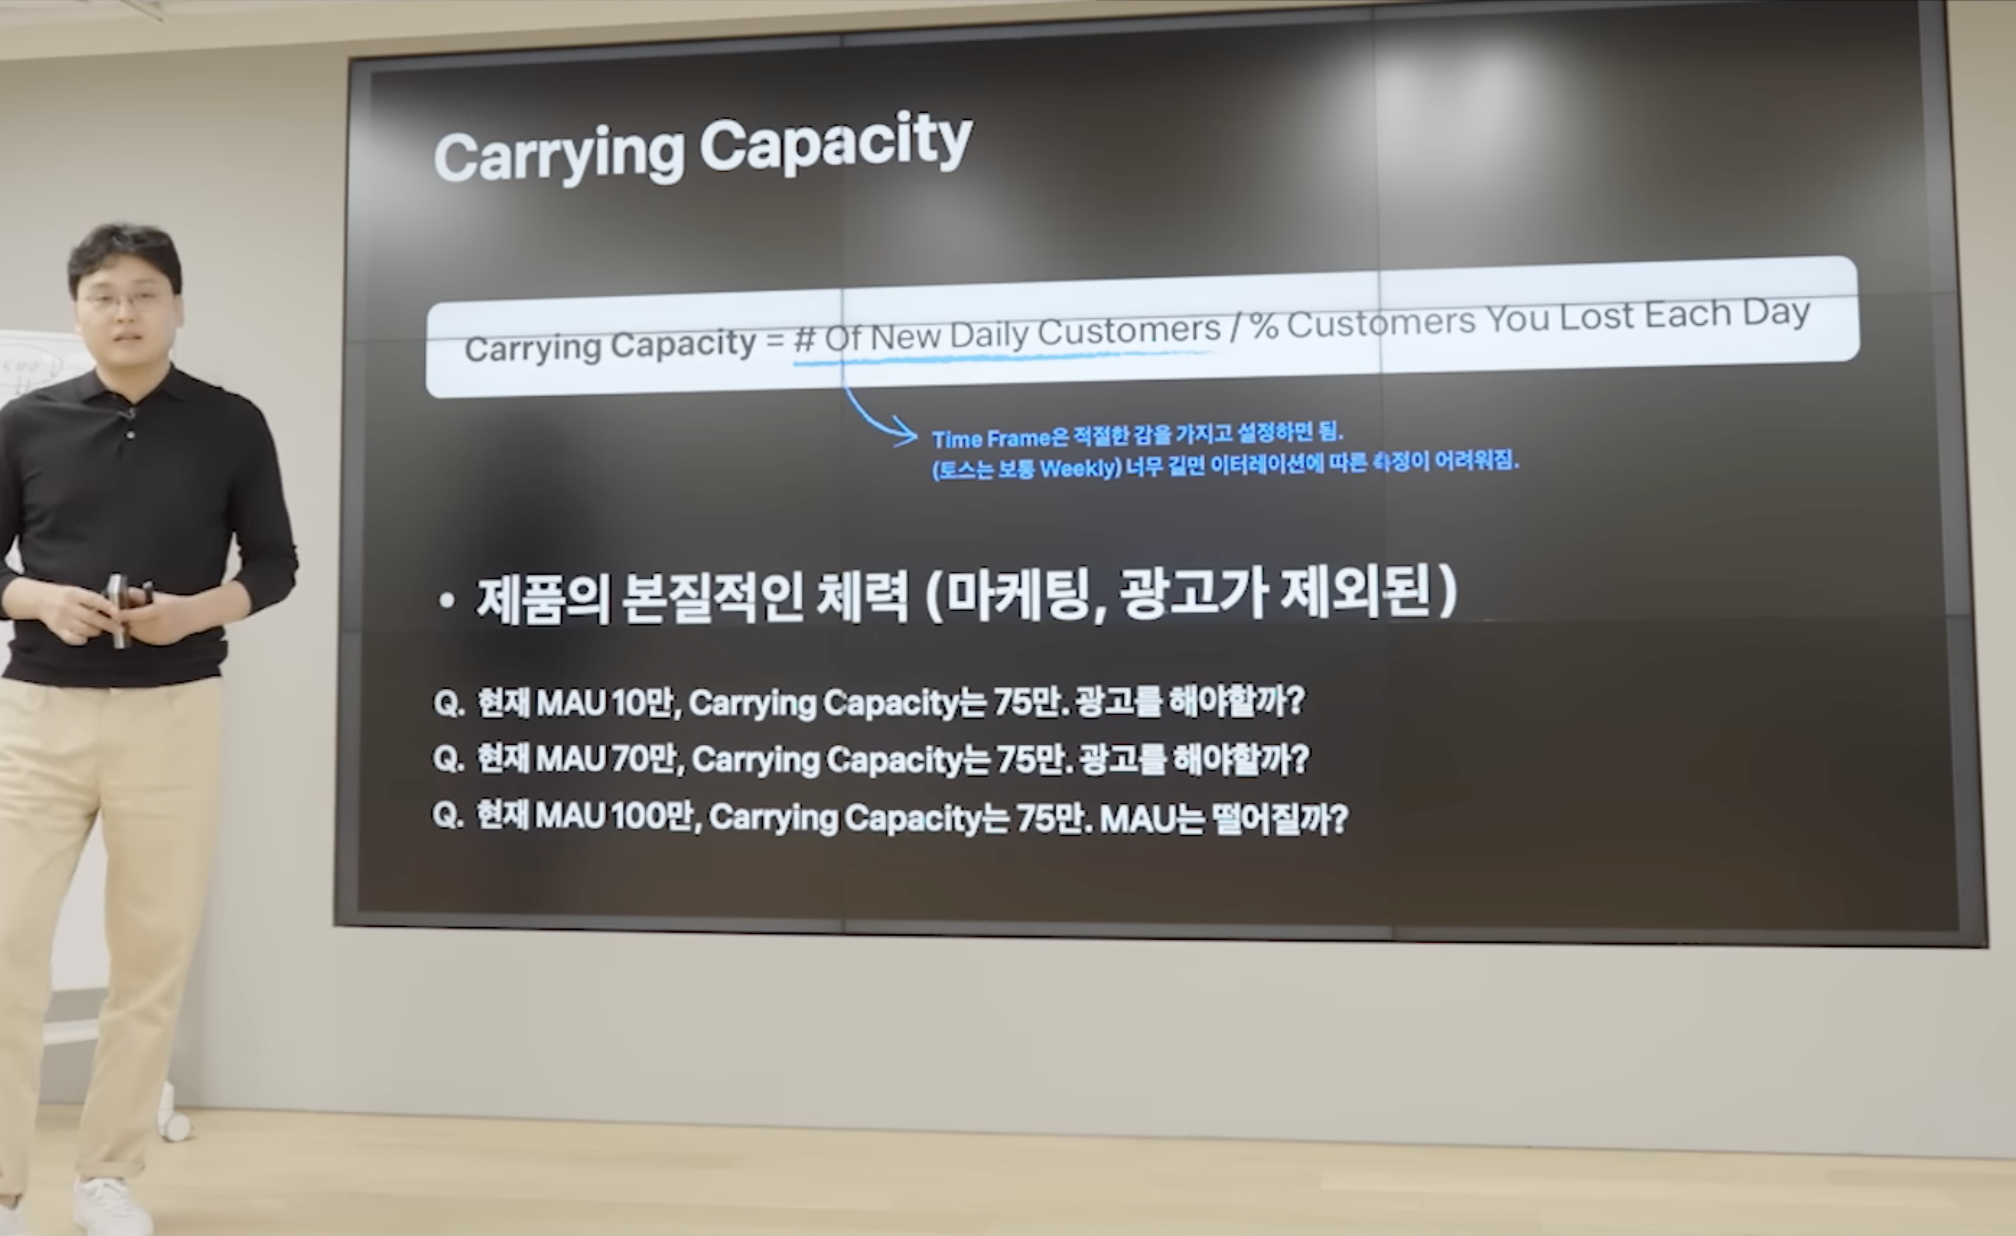 Carrying Capacity
Carrying Capacity = # Of New Daily Customers / % Customers You Lost Each Day
Time Frame은 적절한 감을 가지고 설정하면 됨.
(토스는 보통 Weekly) 너무 길면 이터레이션에 따른 측정이 어려워짐.
• 제품의 본질적인 체력 (마케팅, 광고가 제외된)
Q. 현재 MAU 10만, Carrying Capacity는 75만. 광고를 해야할까?
Q. 현재 MAU 70만, Carrying Capacity는 75만. 광고를 해야할까?
Q. 현재 MAU 100만, Carrying Capacity는 75만. MAU는 떨어질까?